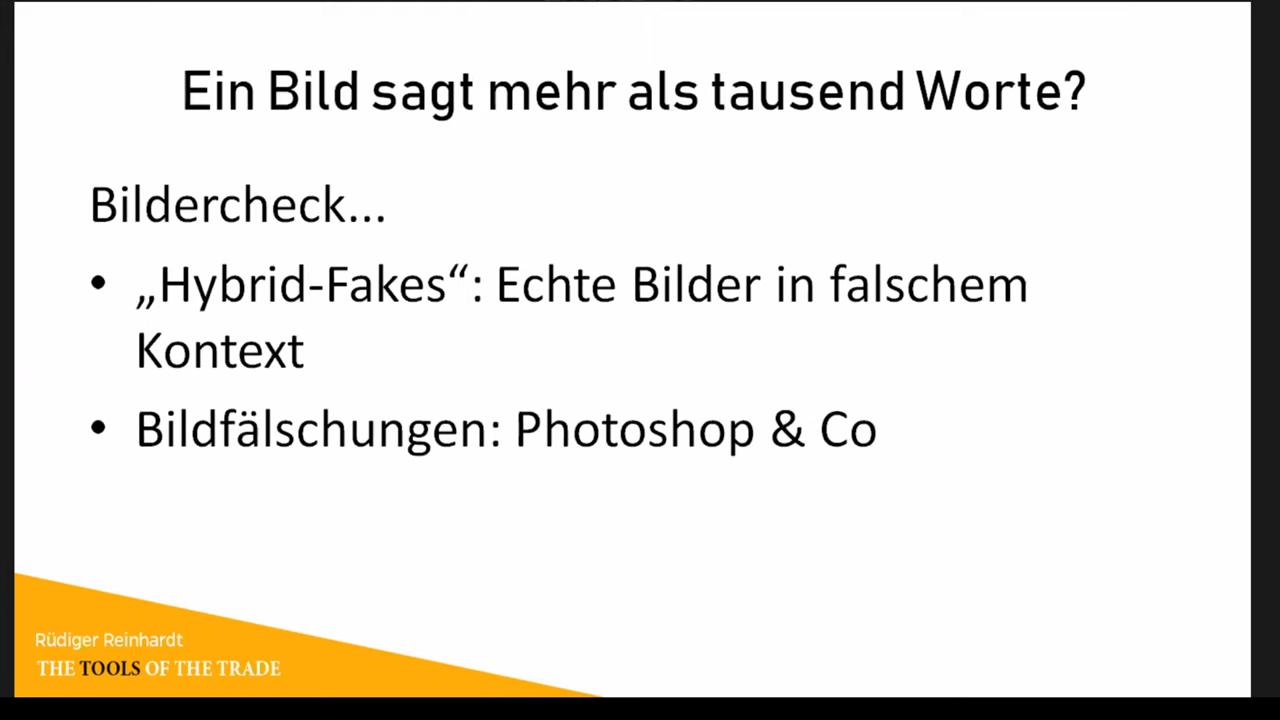 Ein Bild sagt mehr als tausend Worte?
Bildercheck...
• „Hybrid-Fakes“: Echte Bilder in falschem
Kontext
• Bildfälschungen: Photoshop & Co
Rüdiger Reinhardt
THE TOOLS OF THE TRADE